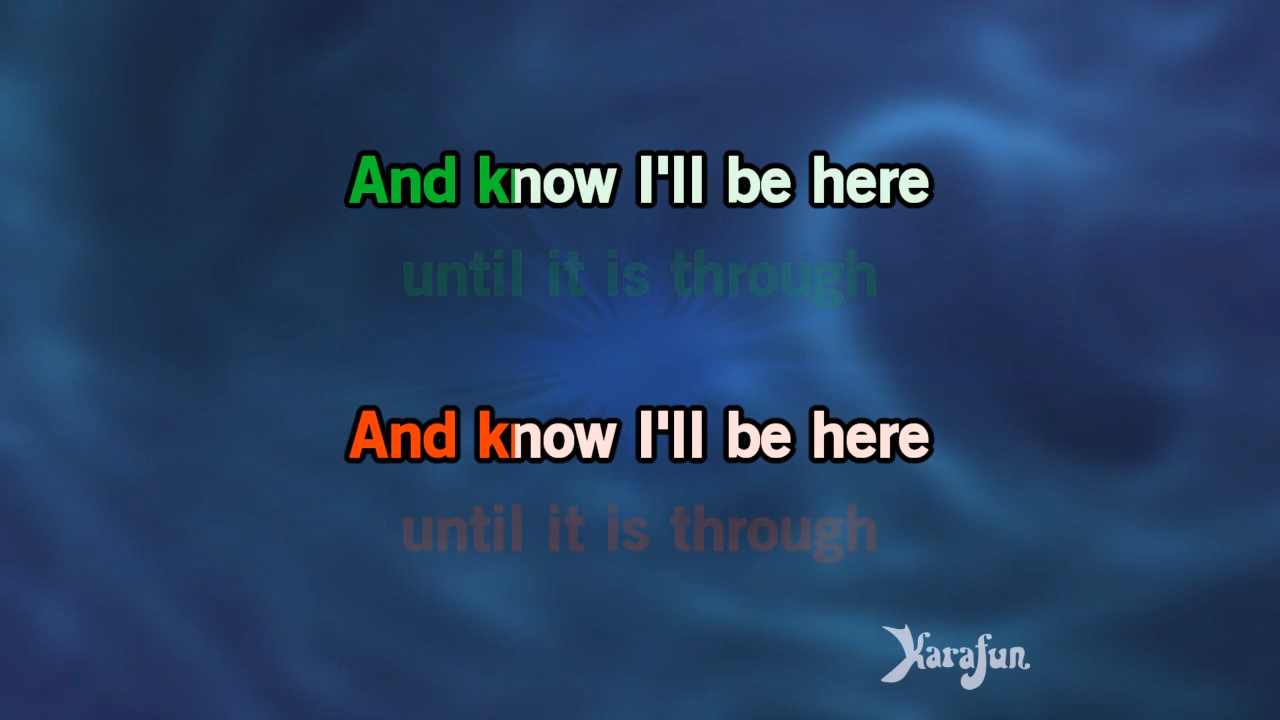 And know I'll be here
until it is through
And know I'll be here
until it is through
Karafun